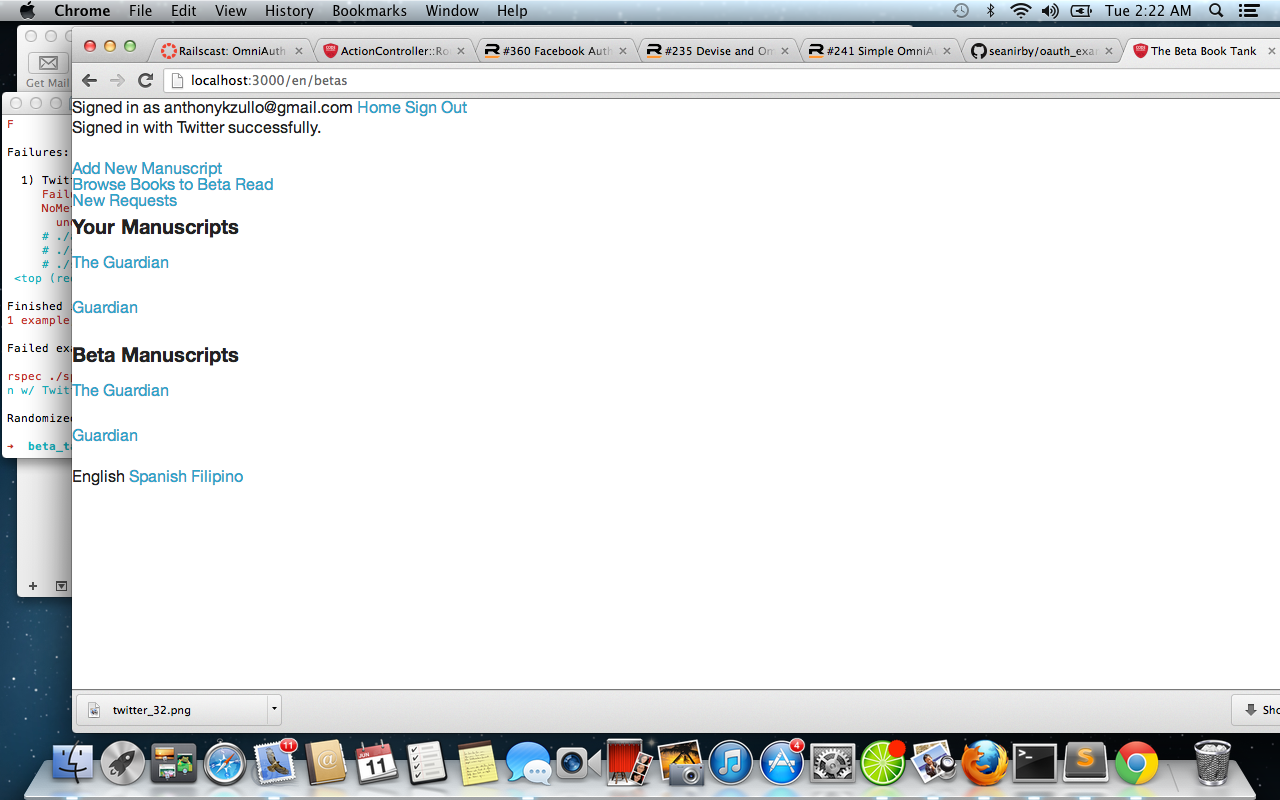 Chrome File Edit View History Bookmarks Window Help Tue 2:22 AM
Railscast: OmniAuth ActionController::Ro #360 Facebook Auth #235 Devise and Om #241 Simple OmniAu seanirby/oauth_exa The Beta Book Tank
Get Mail
localhost:3000/en/betas
Signed in as anthonykzullo@gmail.com Home Sign Out
Signed in with Twitter successfully.
Add New Manuscript
Browse Books to Beta Read
New Requests
Your Manuscripts
The Guardian
Guardian
Beta Manuscripts
The Guardian
Guardian
English Spanish Filipino
F
Failures:
1) Twit
Fail
NoMe
un
# ./
# ./
# ./
<top (re
Finished
1 example
Failed ex
rspec ./s
n w/ Twit
Randomized
→ beta_t
twitter_32.png
Sho
11
JUN
11
4